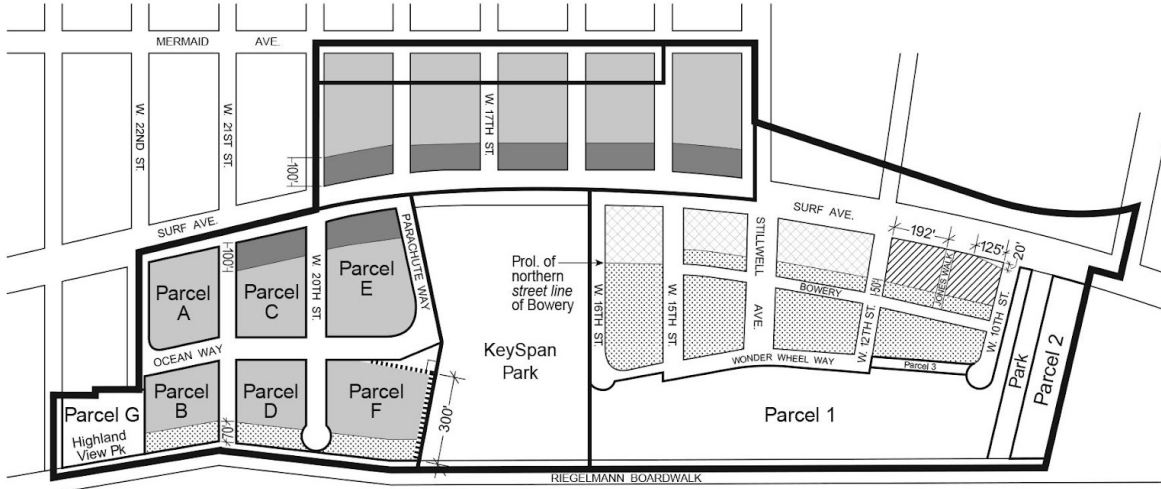 MERMAID AVE.
W. 22ND ST.
W. 21ST ST.
W. 17TH ST.
100'
SURF AVE.
SURF AVE.
PARACHUTE WAY
STILLWELL AVE.
192'
125'
20'
JONES WALK
100'
Parcel A
Parcel C
W. 20TH ST.
Parcel E
Prol. of
northern
street line
of Bowery
W. 16TH ST.
W. 15TH ST.
BOWERY
50'
W. 12TH ST.
W. 10TH ST.
OCEAN WAY
KeySpan
Park
WONDER WHEEL WAY
Parcel 3
Park
Parcel 2
Parcel G
Highland
View Pk
Parcel B
70'
Parcel D
Parcel F
300'
Parcel 1
RIEGELMANN BOARDWALK